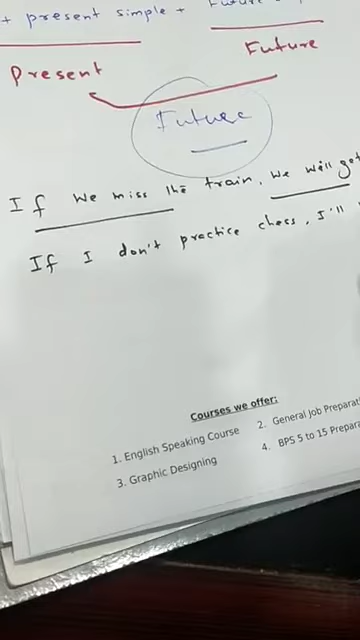 + present simple +
Present
Future
Future
If We miss the train, We will get
If I don't practice chess, I'll
Courses we offer:
1. English Speaking Course
2. General Job Preparat
3. Graphic Designing
4. BPS 5 to 15 Prepara